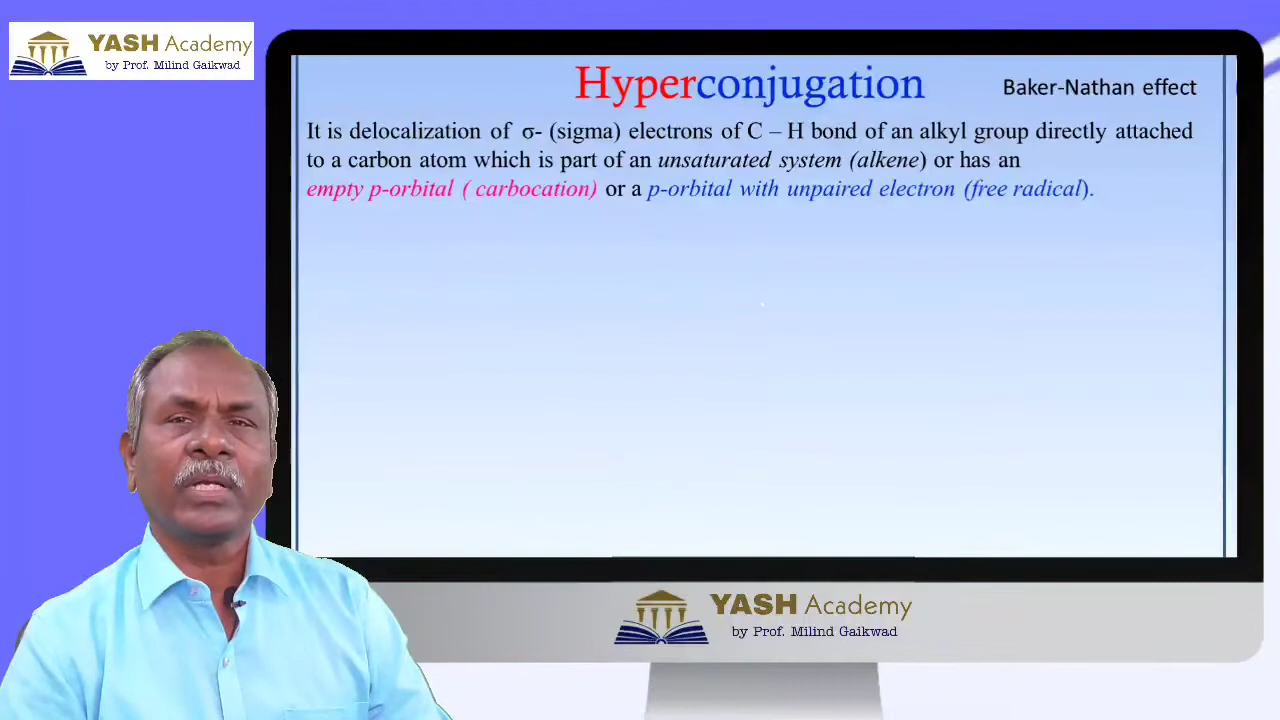 YASH Academy
by Prof. Milind Gaikwad
Hyperconjugation
Baker-Nathan effect
It is delocalization of σ- (sigma) electrons of C – H bond of an alkyl group directly attached
to a carbon atom which is part of an unsaturated system (alkene) or has an
empty p-orbital ( carbocation) or a p-orbital with unpaired electron (free radical).
YASH Academy
by Prof. Milind Gaikwad